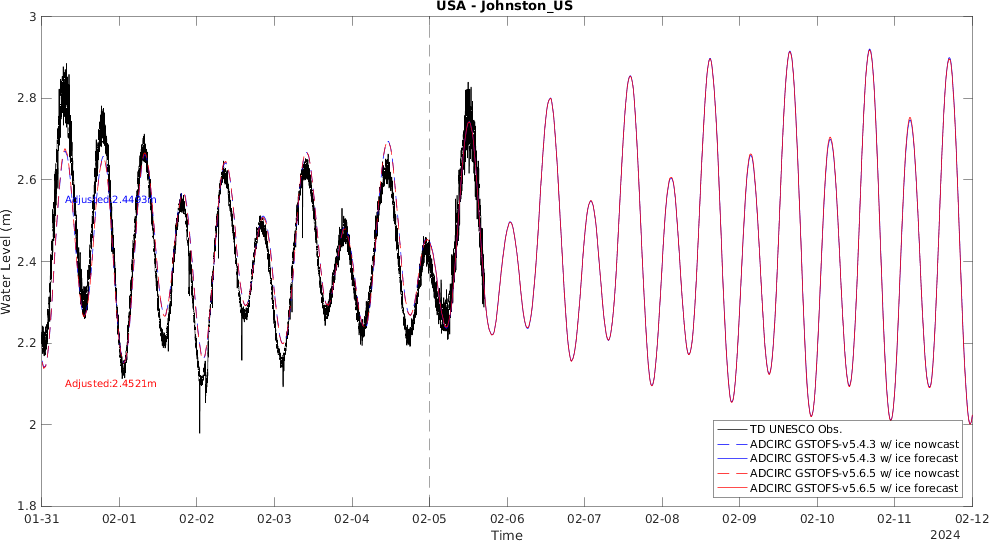 USA - Johnston_US
3
2.8
2.6
2.4
2.2
2
1.8
Water Level (m)
Adjusted:2.4493m
Adjusted:2.4521m
TD UNESCO Obs.
ADCIRC GSTOFS-v5.4.3 w/ ice nowcast
ADCIRC GSTOFS-v5.4.3 w/ ice forecast
ADCIRC GSTOFS-v5.6.5 w/ ice nowcast
ADCIRC GSTOFS-v5.6.5 w/ ice forecast
01-31 02-01 02-02 02-03 02-04 02-05 02-06 02-07 02-08 02-09 02-10 02-11 02-12
Time
2024